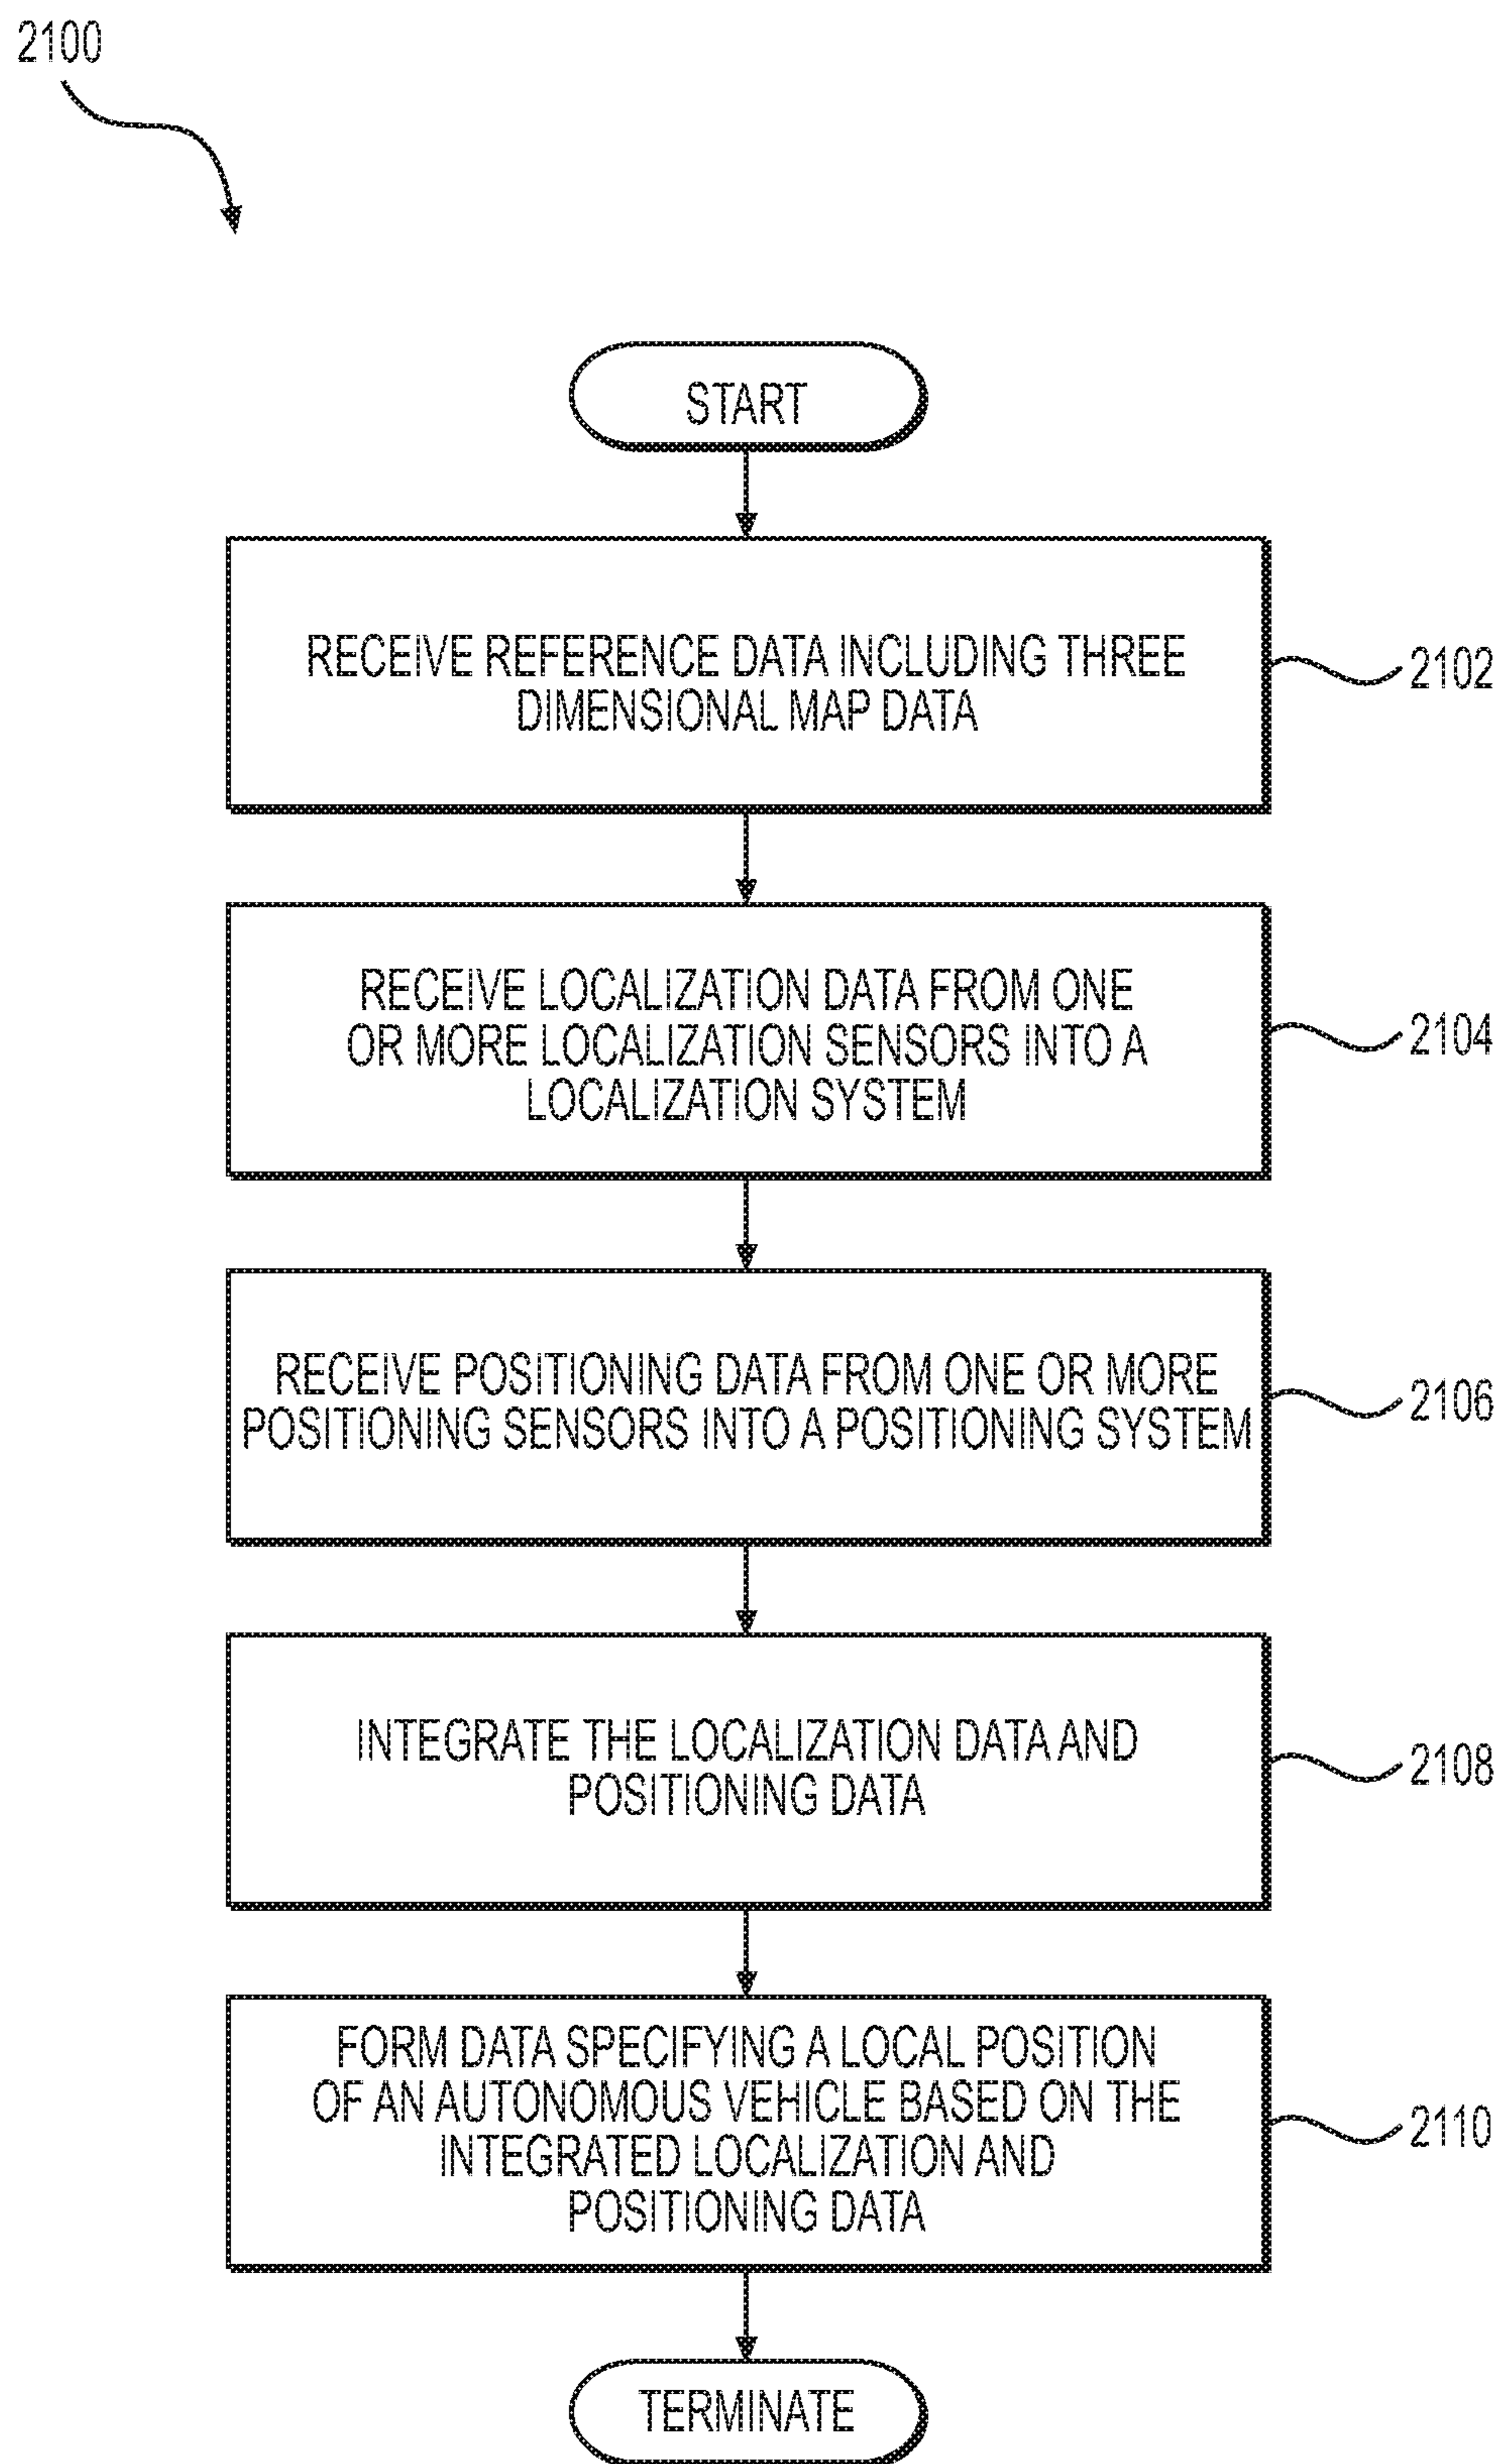 2100
START
RECEIVE REFERENCE DATA INCLUDING THREE
DIMENSIONAL MAP DATA
2102
RECEIVE LOCALIZATION DATA FROM ONE
OR MORE LOCALIZATION SENSORS INTO A
LOCALIZATION SYSTEM
2104
RECEIVE POSITIONING DATA FROM ONE OR MORE
POSITIONING SENSORS INTO A POSITIONING SYSTEM
2106
INTEGRATE THE LOCALIZATION DATA AND
POSITIONING DATA
2108
FORM DATA SPECIFYING A LOCAL POSITION
OF AN AUTONOMOUS VEHICLE BASED ON THE
INTEGRATED LOCALIZATION AND
POSITIONING DATA
2110
TERMINATE